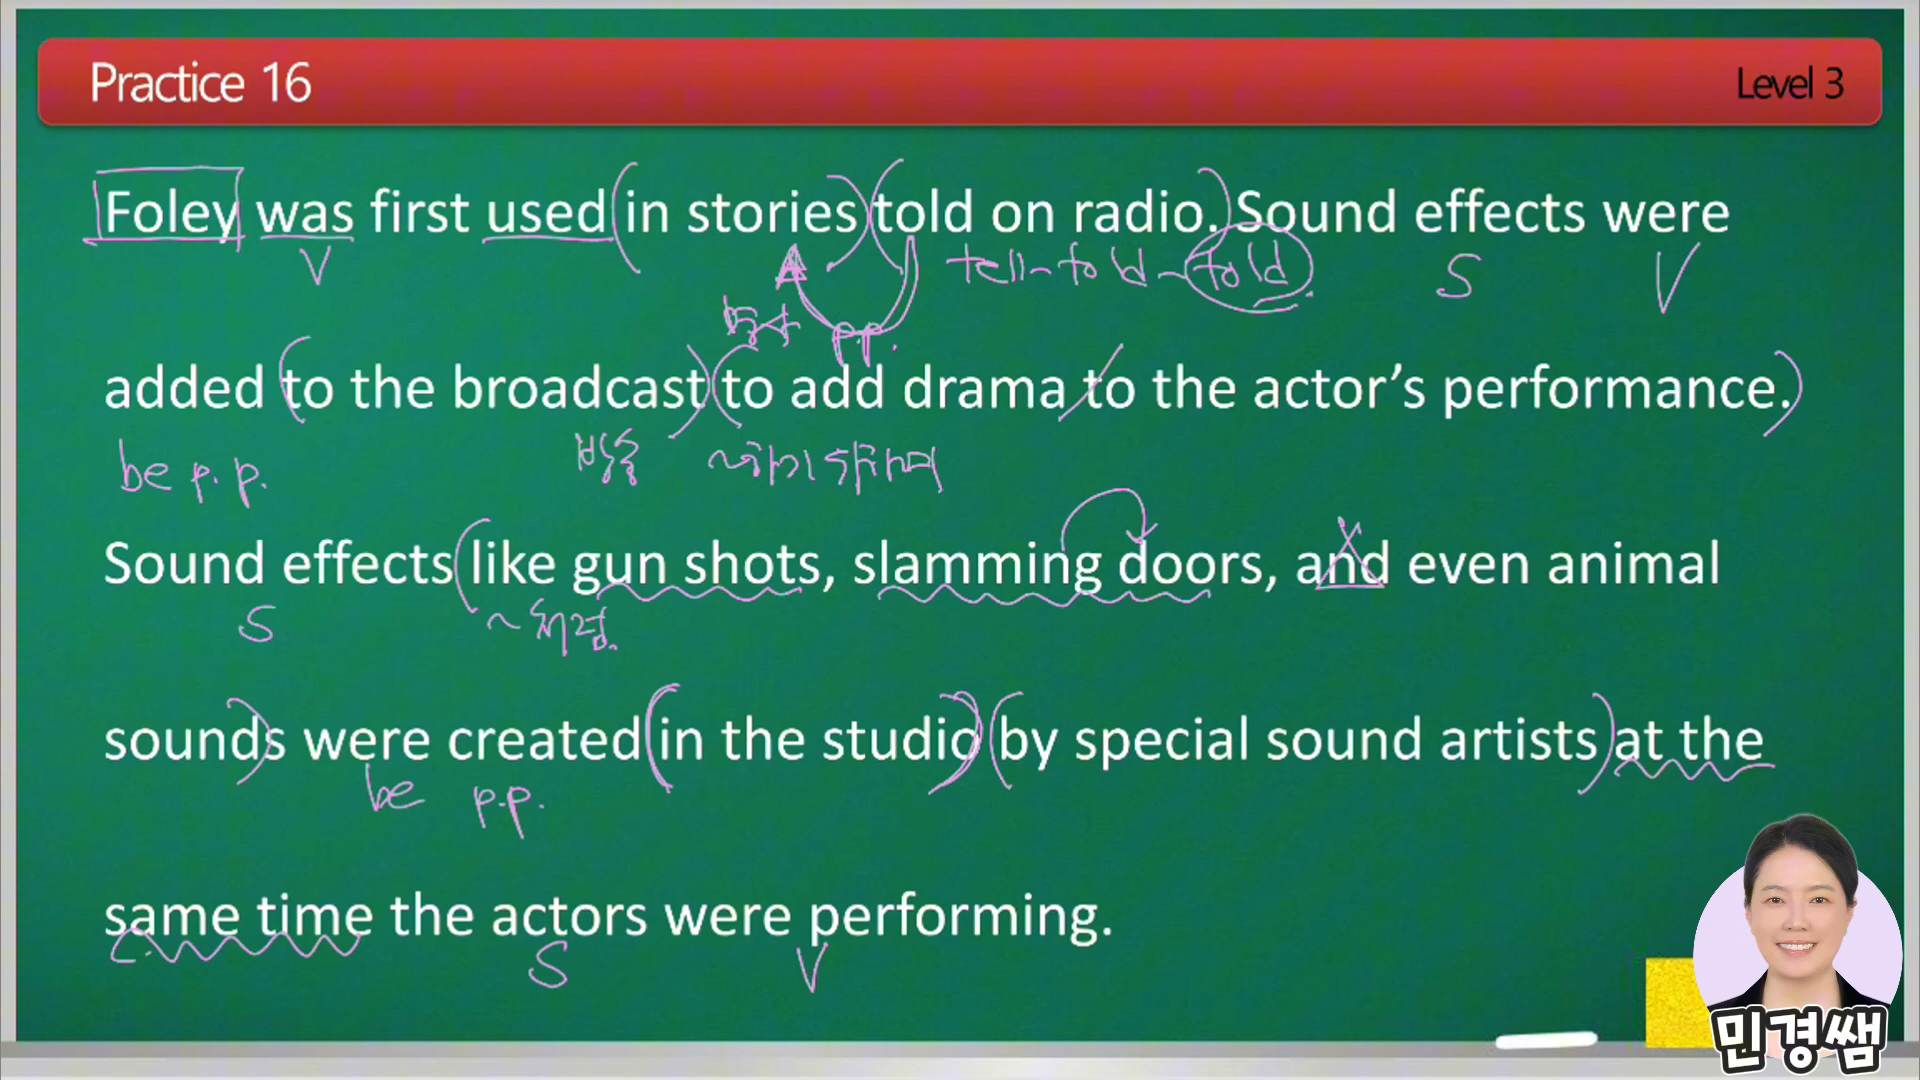 Practice 16
Level 3
Foley was first used in stories told on radio. Sound effects were
V
tell-told-told
S
V
명사
p.p.
added to the broadcast to add drama to the actor’s performance.
be p.p.
방송
~하기 위하여
Sound effects like gun shots, slamming doors, and even animal
S
~처럼.
sounds were created in the studio by special sound artists at the
be p.p.
same time the actors were performing.
S
V
민경쌤